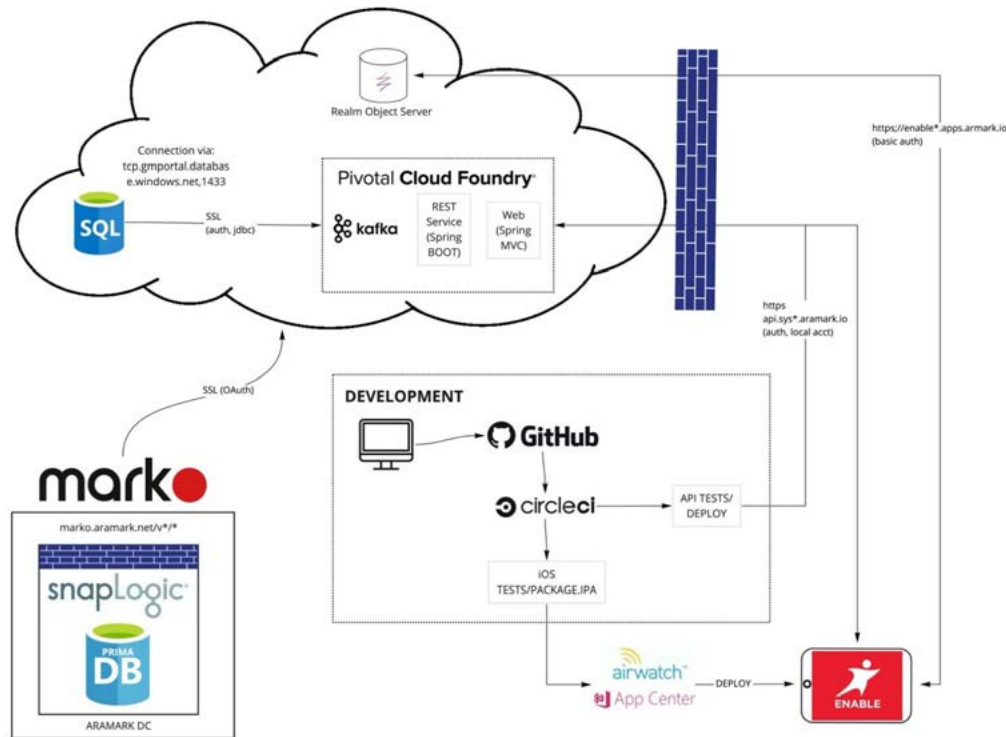 Realm Object Server
https;//enable*.apps.armark.io
(basic auth)
Connection via:
tcp.gmportal.databas
e.windows.net,1433
SQL
SSL
(auth, jdbc)
Pivotal Cloud Foundry
kafka
REST
Service
(Spring
BOOT)
Web
(Spring
MVC)
https
api.sys*.aramark.io
(auth, local acct)
SSL (OAuth)
marko
marko.aramark.net/v*/*
snapLogic
PRIMA
DB
ARAMARK DC
DEVELOPMENT
GitHub
circleci
API TESTS/
DEPLOY
iOS
TESTS/PACKAGE.IPA
airwatch™
App Center
DEPLOY
ENABLE